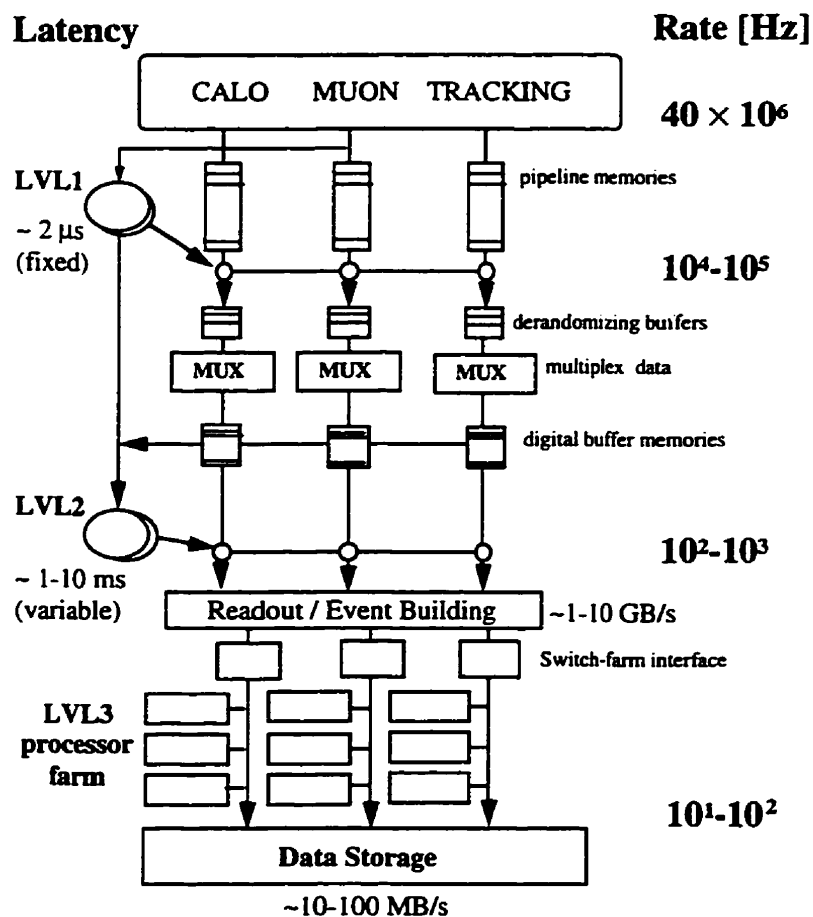 Latency
Rate [Hz]
CALO MUON TRACKING
40 × 10⁶
LVL1
pipeline memories
~ 2 μs
(fixed)
10⁴-10⁵
derandomizing buffers
MUX MUX MUX
multiplex data
digital buffer memories
LVL2
10²-10³
~ 1-10 ms
(variable)
Readout / Event Building
~1-10 GB/s
Switch-farm interface
LVL3
processor
farm
10¹-10²
Data Storage
~10-100 MB/s